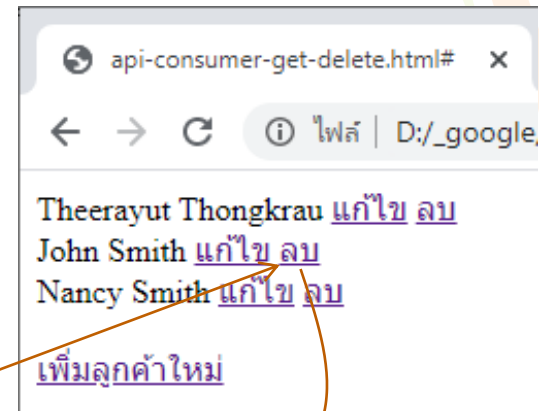 api-consumer-get-delete.html#
ไฟล์ | D:/_google/
Theerayut Thongkrau แก้ไข ลบ
John Smith แก้ไข ลบ
Nancy Smith แก้ไข ลบ
เพิ่มลูกค้าใหม่